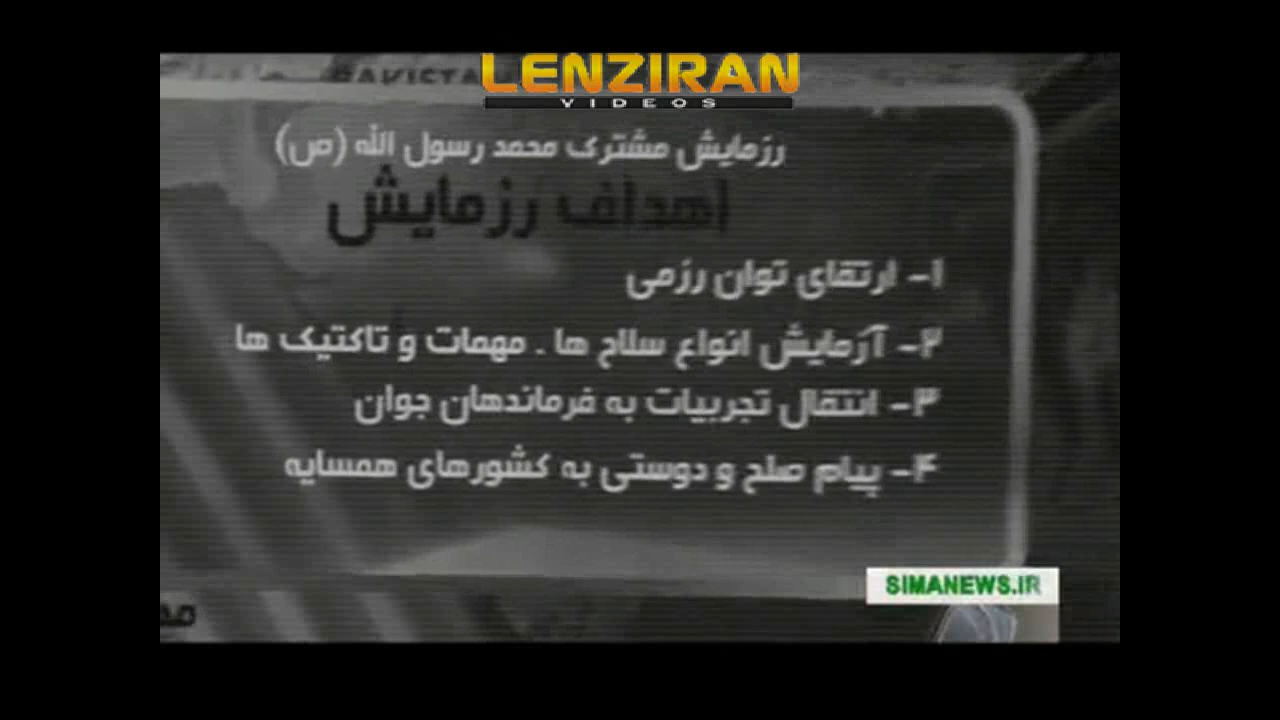 LENZIRAN
VIDEOS
رزمایش مشترک محمد رسول الله (ص)
اهداف رزمایش
۱- ارتقای توان رزمی
۲- آزمایش انواع سلاح ها . مهمات و تاکتیک ها
۳- انتقال تجربیات به فرماندهان جوان
۴- پیام صلح و دوستی به کشورهای همسایه
SIMANEWS.IR